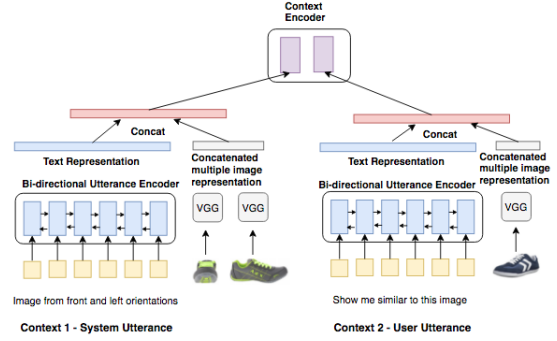 Context
Encoder
Concat
Text Representation
Concatenated
multiple image
representation
Bi-directional Utterance Encoder
VGG
VGG
Image from front and left orientations
Context 1 - System Utterance
Concat
Text Representation
Concatenated
multiple image
representation
Bi-directional Utterance Encoder
VGG
Show me similar to this image
Context 2 - User Utterance